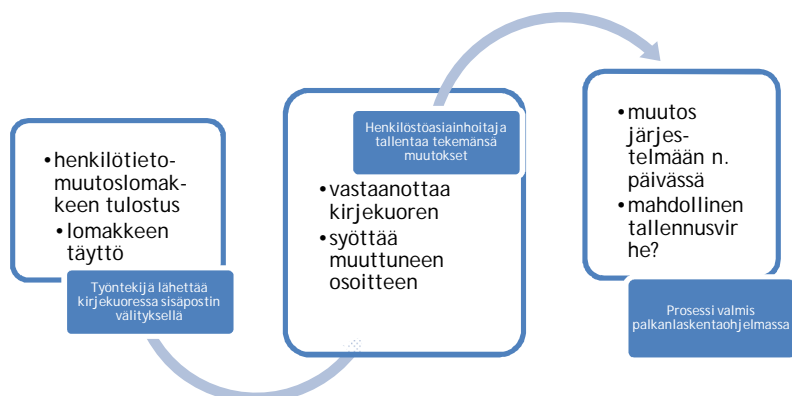 •henkilötieto-
muutoslomak-
keen tulostus
•lomakkeen
täyttö
Työntekijä lähettää
kirjekuoressa sisäpostin
välityksellä
Henkilöstöasiainhoitaja
tallentaa tekemänsä
muutokset
•vastaanottaa
kirjekuoren
•syöttää
muuttuneen
osoitteen
•muutos
järjes-
telmään n.
päivässä
•mahdollinen
tallennusvir
he?
Prosessi valmis
palkanlaskentaohjelmassa